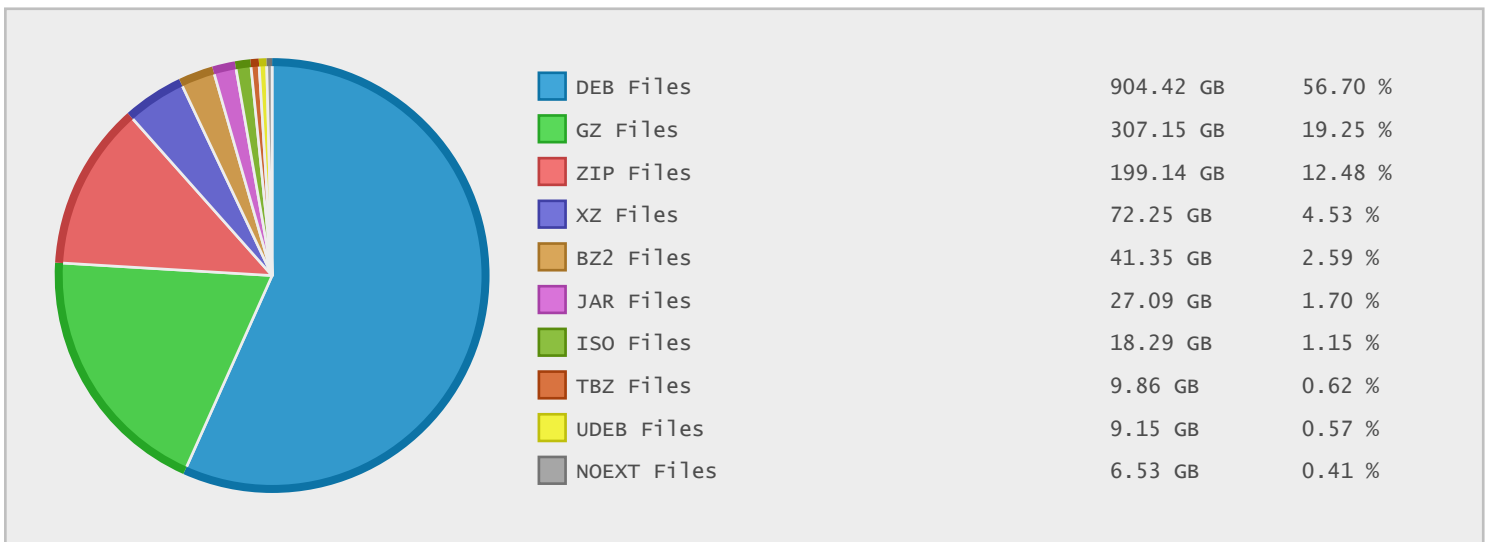 DEB Files 904.42 GB 56.70 %
GZ Files 307.15 GB 19.25 %
ZIP Files 199.14 GB 12.48 %
XZ Files 72.25 GB 4.53 %
BZ2 Files 41.35 GB 2.59 %
JAR Files 27.09 GB 1.70 %
ISO Files 18.29 GB 1.15 %
TBZ Files 9.86 GB 0.62 %
UDEB Files 9.15 GB 0.57 %
NOEXT Files 6.53 GB 0.41 %